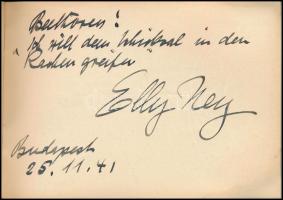 Beethoven:
"Ich will dem Schicksal in den
Rachen greifen"
Elly Ney
Budapest
25. 11. 41